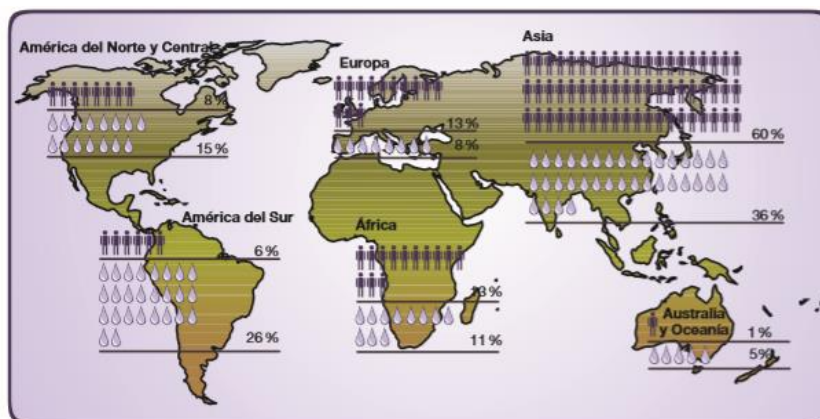 América del Norte y Central
8 %
15 %
Europa
13 %
8 %
Asia
60 %
36 %
América del Sur
6 %
26 %
África
13 %
11 %
Australia
y Oceanía
1 %
5 %